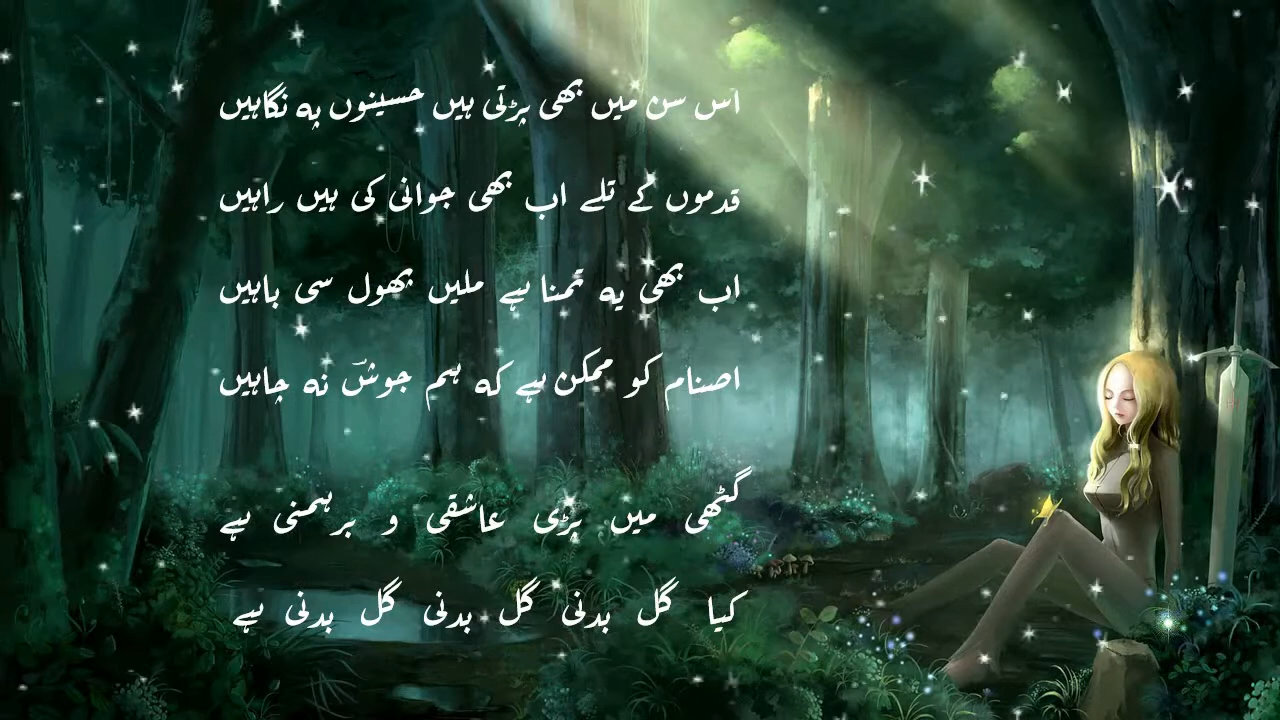 اس سن میں بھی پڑتی ہیں حسینوں پہ نگاہیں
قدموں کے تلے اب بھی جوانی کی ہیں راہیں
اب بھی یہ تمنا ہے ملیں پھول سی باہیں
اصنام کو ممکن ہے کہ ہم جوشؔ نہ چاہیں
گھٹی میں پڑی عاشقی و برہمنی ہے
کیا گل بدنی گل بدنی گل بدنی ہے